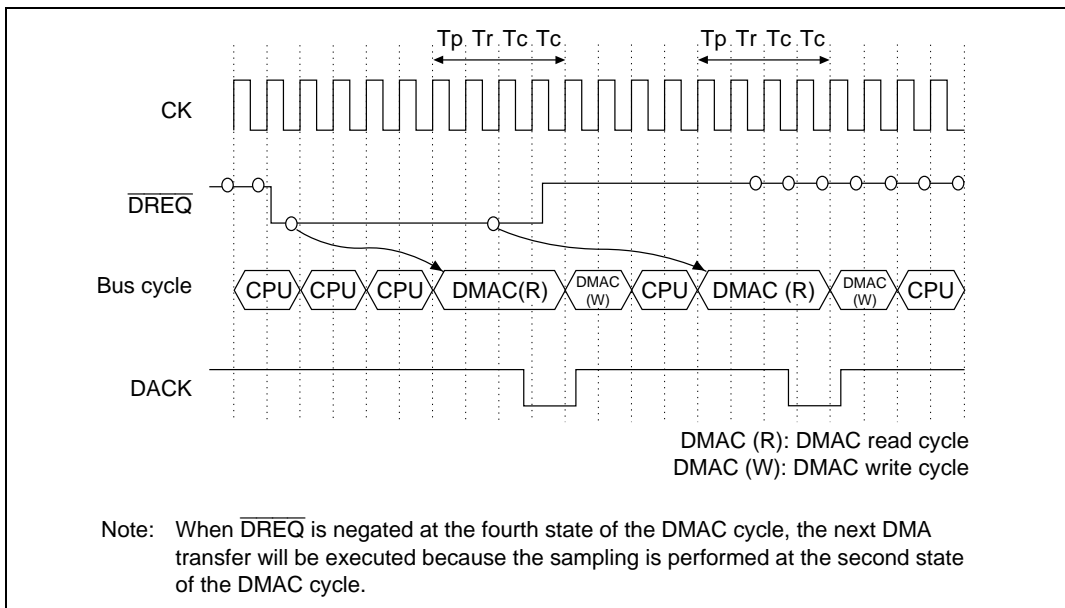 Tp Tr Tc Tc Tp Tr Tc Tc
CK
DREQ
Bus cycle CPU CPU CPU DMAC(R) DMAC (W) CPU DMAC (R) DMAC (W) CPU
DACK
DMAC (R): DMAC read cycle
DMAC (W): DMAC write cycle
Note: When DREQ is negated at the fourth state of the DMAC cycle, the next DMA
transfer will be executed because the sampling is performed at the second state
of the DMAC cycle.